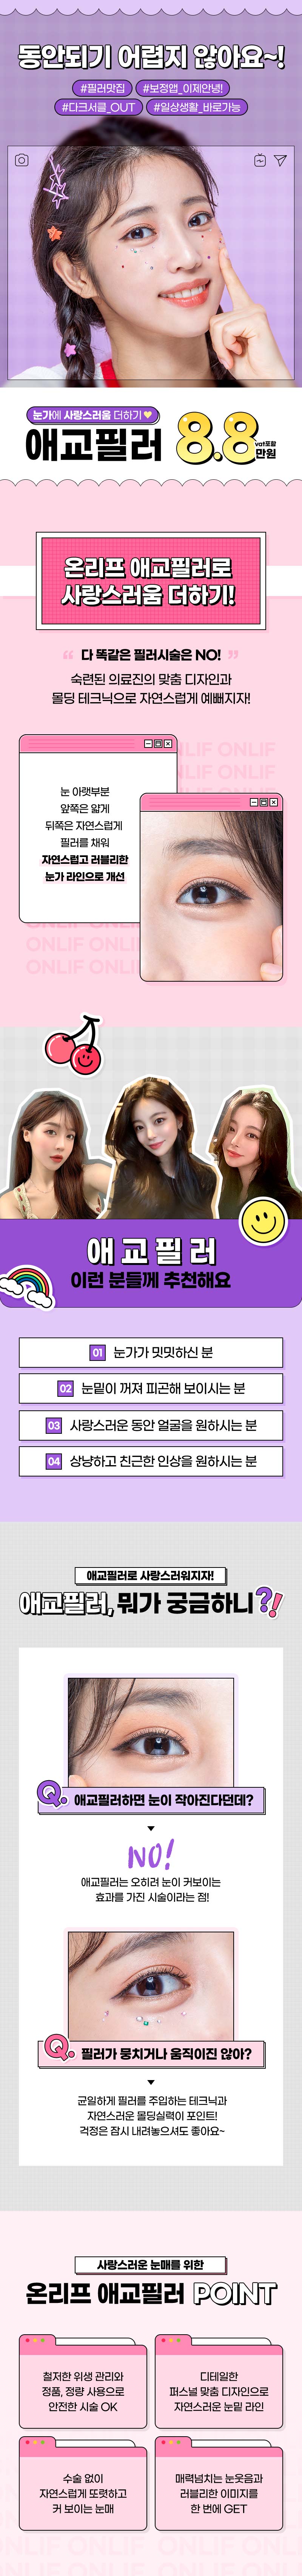 동안되기 어렵지 않아요~!
#필러맛집 #보정앱_이제안녕!
#다크서클_OUT #일상생활_바로가능
눈가에 사랑스러움 더하기
애교필러 8.8 vat포함 만원
온리프 애교필러로
사랑스러움 더하기!
“ 다 똑같은 필러시술은 NO! ”
숙련된 의료진의 맞춤 디자인과
몰딩 테크닉으로 자연스럽게 예뻐지자!
ONLIF ONLIF
눈 아랫부분
앞쪽은 얇게
뒤쪽은 자연스럽게
필러를 채워
자연스럽고 러블리한
눈가 라인으로 개선
ONLIF ONLIF
ONLIF ONLIF
애교필러
이런 분들께 추천해요
01 눈가가 밋밋하신 분
02 눈밑이 꺼져 피곤해 보이시는 분
03 사랑스러운 동안 얼굴을 원하시는 분
04 상냥하고 친근한 인상을 원하시는 분
애교필러로 사랑스러워지자!
애교필러, 뭐가 궁금하니?!
Q. 애교필러하면 눈이 작아진다던데?
NO!
애교필러는 오히려 눈이 커보이는
효과를 가진 시술이라는 점!
Q. 필러가 뭉치거나 움직이진 않아?
균일하게 필러를 주입하는 테크닉과
자연스러운 몰딩실력이 포인트!
걱정은 잠시 내려놓으셔도 좋아요~
사랑스러운 눈매를 위한
온리프 애교필러 POINT
철저한 위생 관리와
정품, 정량 사용으로
안전한 시술 OK
디테일한
퍼스널 맞춤 디자인으로
자연스러운 눈밑 라인
수술 없이
자연스럽게 또렷하고
커 보이는 눈매
매력넘치는 눈웃음과
러블리한 이미지를
한 번에 GET